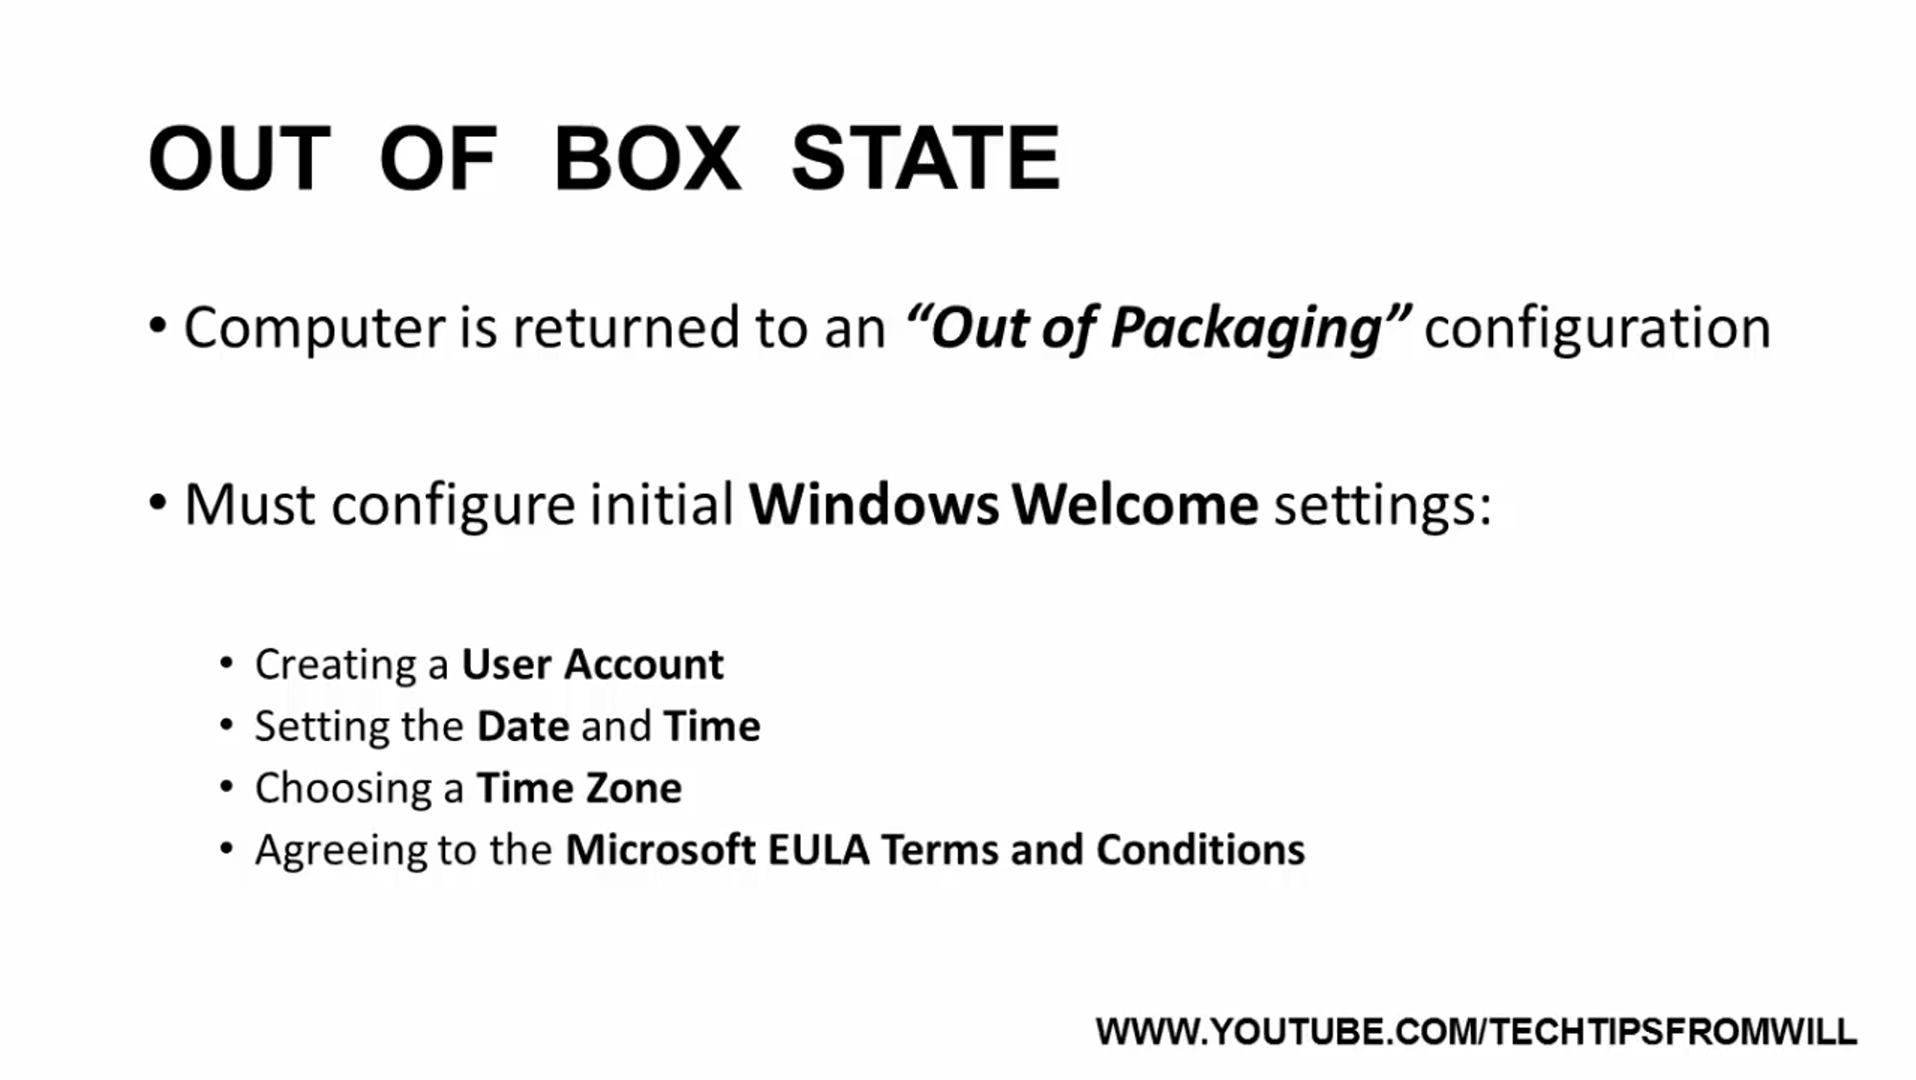 OUT OF BOX STATE
• Computer is returned to an “Out of Packaging” configuration
• Must configure initial Windows Welcome settings:
• Creating a User Account
• Setting the Date and Time
• Choosing a Time Zone
• Agreeing to the Microsoft EULA Terms and Conditions
WWW.YOUTUBE.COM/TECHTIPSFROMWILL